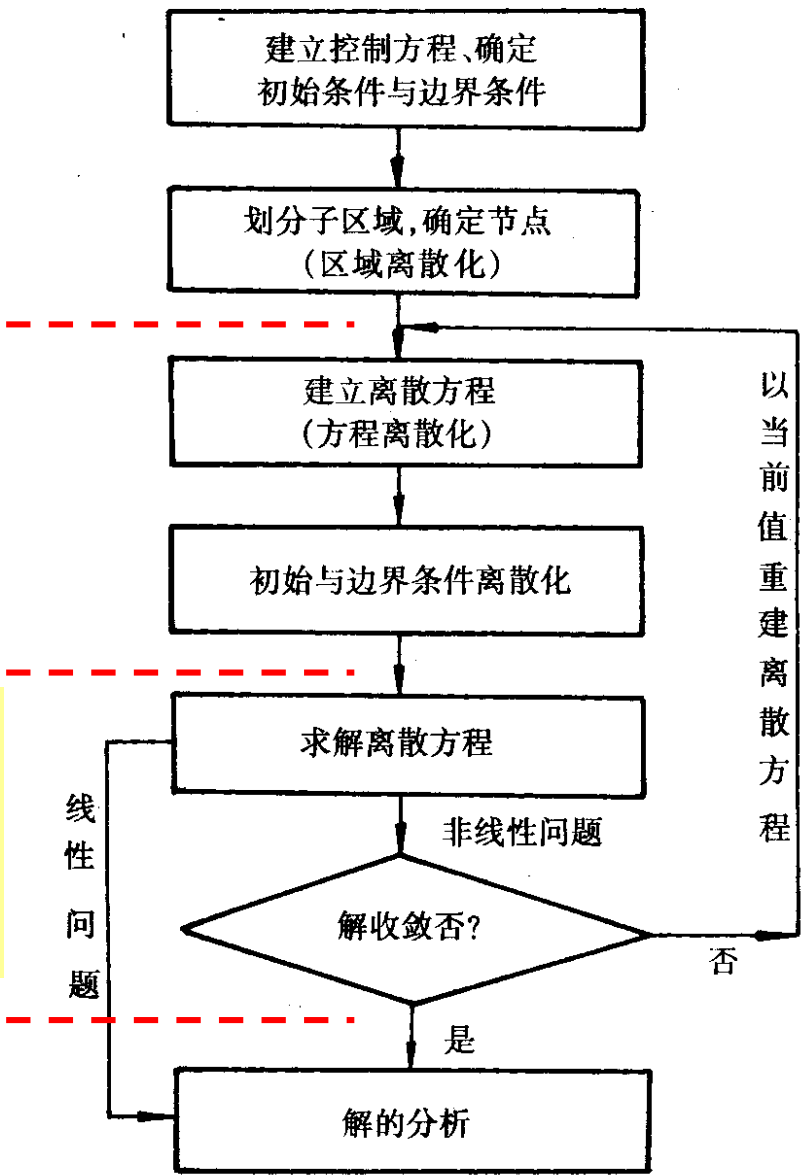 建立控制方程、确定
初始条件与边界条件
划分子区域,确定节点
(区域离散化)
建立离散方程
(方程离散化)
初始与边界条件离散化
求解离散方程
线性问题
非线性问题
以当前值重建离散方程
解收敛否?
否
是
解的分析